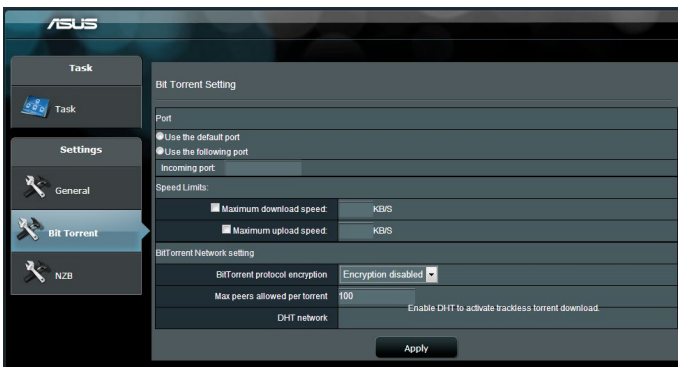 ASUS
Task
Task
Settings
General
Bit Torrent
NZB
Bit Torrent Setting
Port
Use the default port
Use the following port
Incoming port:
Speed Limits:
Maximum download speed: KB/S
Maximum upload speed: KB/S
BitTorrent Network setting
BitTorrent protocol encryption Encryption disabled
Max peers allowed per torrent 100
DHT network Enable DHT to activate trackless torrent download.
Apply